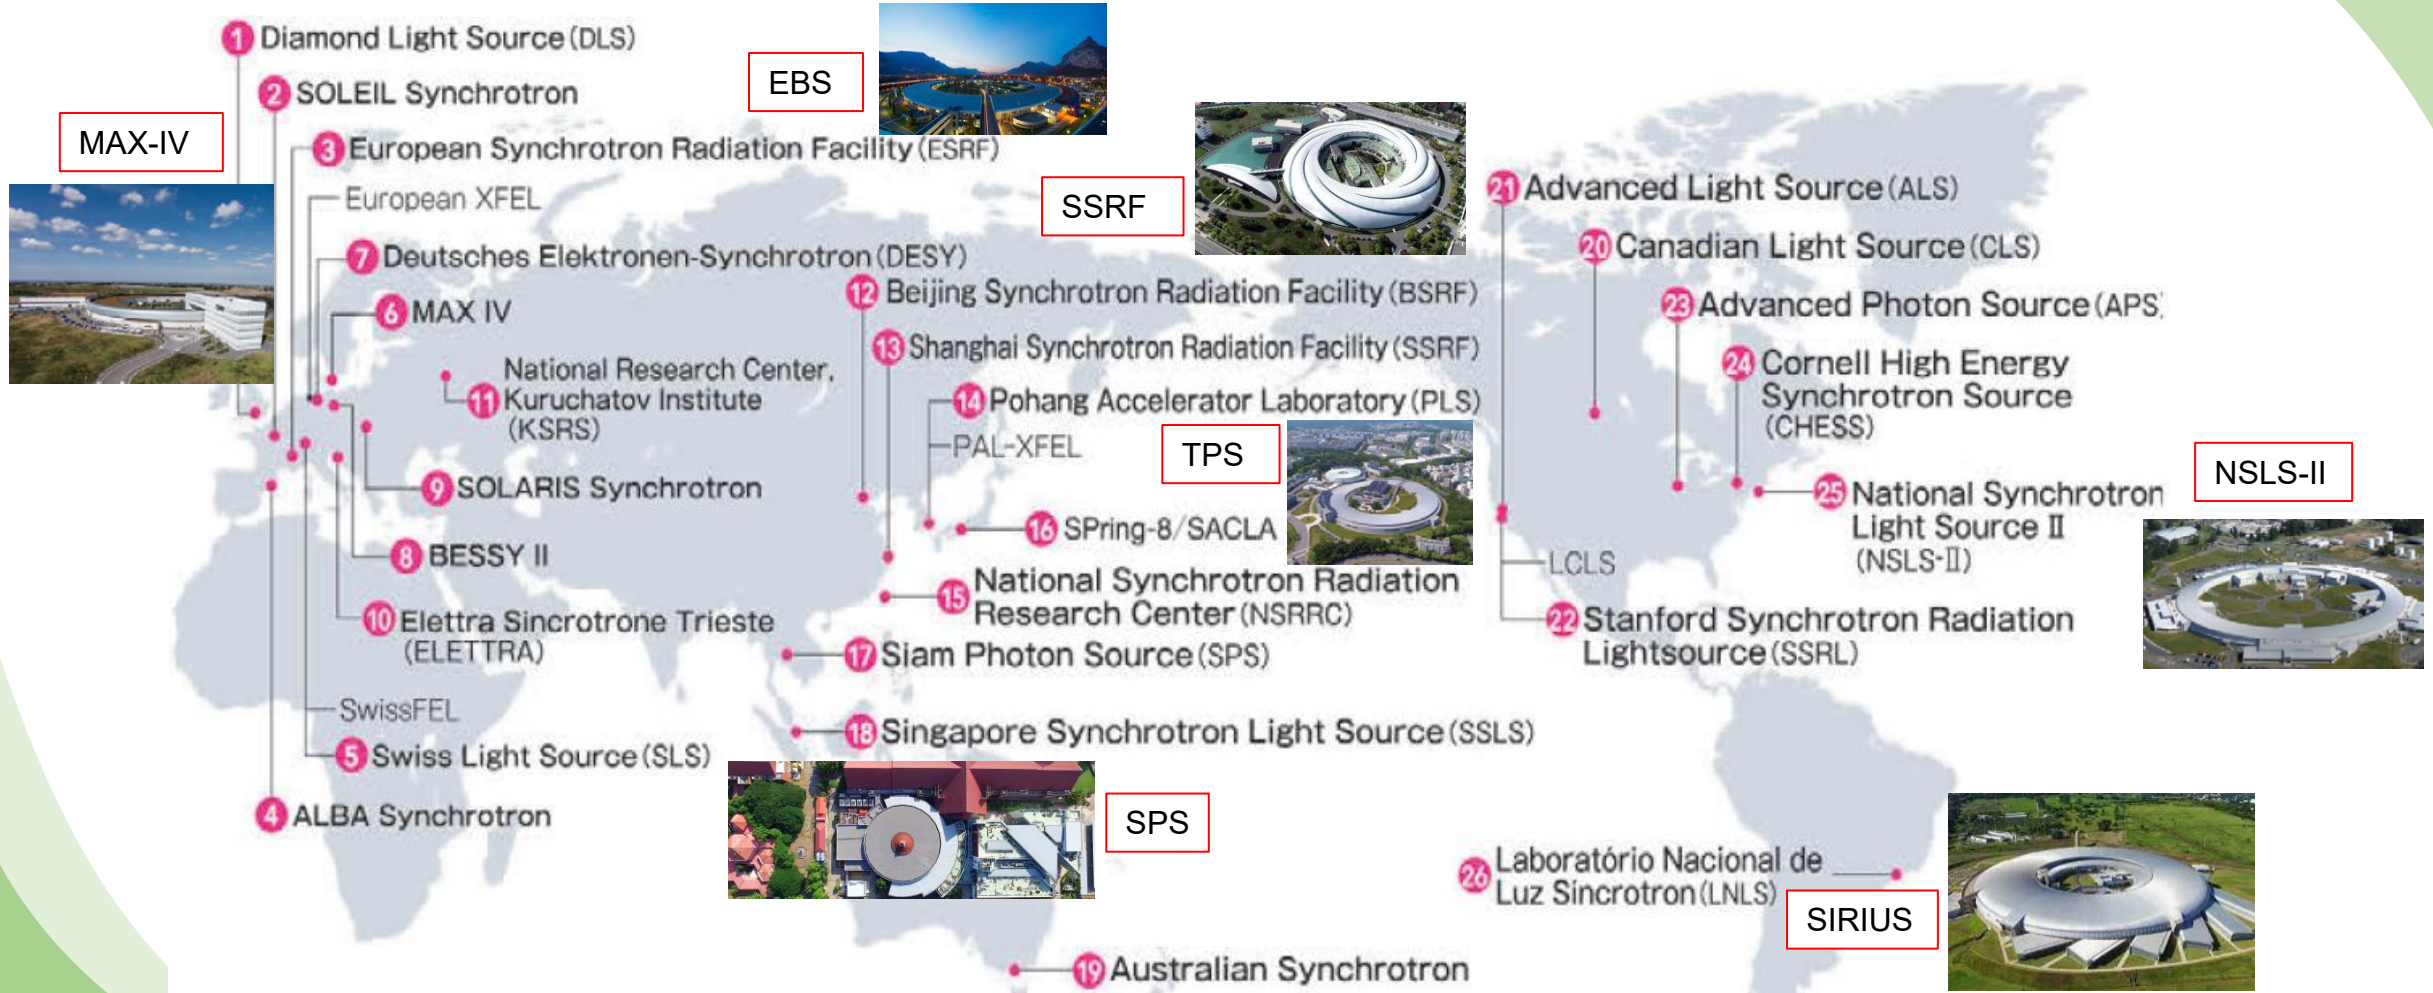 1 Diamond Light Source (DLS)
2 SOLEIL Synchrotron
EBS
MAX-IV
3 European Synchrotron Radiation Facility (ESRF)
European XFEL
SSRF
7 Deutsches Elektronen-Synchrotron (DESY)
6 MAX IV
11 National Research Center,
Kuruchatov Institute
(KSRS)
9 SOLARIS Synchrotron
8 BESSY II
10 Elettra Sincrotrone Trieste
(ELETTRA)
SwissFEL
5 Swiss Light Source (SLS)
4 ALBA Synchrotron
12 Beijing Synchrotron Radiation Facility (BSRF)
13 Shanghai Synchrotron Radiation Facility (SSRF)
14 Pohang Accelerator Laboratory (PLS)
PAL-XFEL
TPS
16 SPring-8/SACLA
15 National Synchrotron Radiation
Research Center (NSRRC)
17 Siam Photon Source (SPS)
18 Singapore Synchrotron Light Source (SSLS)
SPS
19 Australian Synchrotron
21 Advanced Light Source (ALS)
20 Canadian Light Source (CLS)
23 Advanced Photon Source (APS)
24 Cornell High Energy
Synchrotron Source
(CHESS)
NSLS-II
25 National Synchrotron
Light Source II
(NSLS-II)
LCLS
22 Stanford Synchrotron Radiation
Lightsource (SSRL)
26 Laboratório Nacional de
Luz Sincrotron (LNLS)
SIRIUS